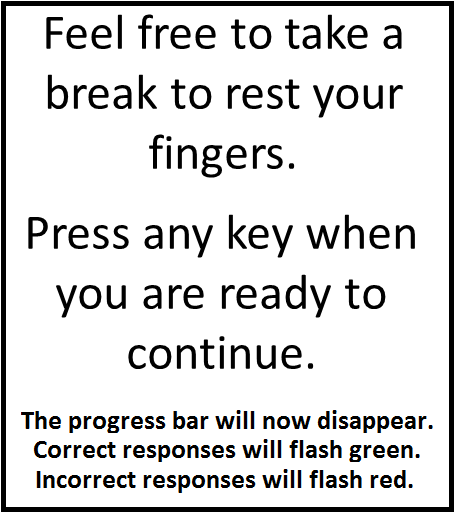 Feel free to take a
break to rest your
fingers.
Press any key when
you are ready to
continue.
The progress bar will now disappear.
Correct responses will flash green.
Incorrect responses will flash red.